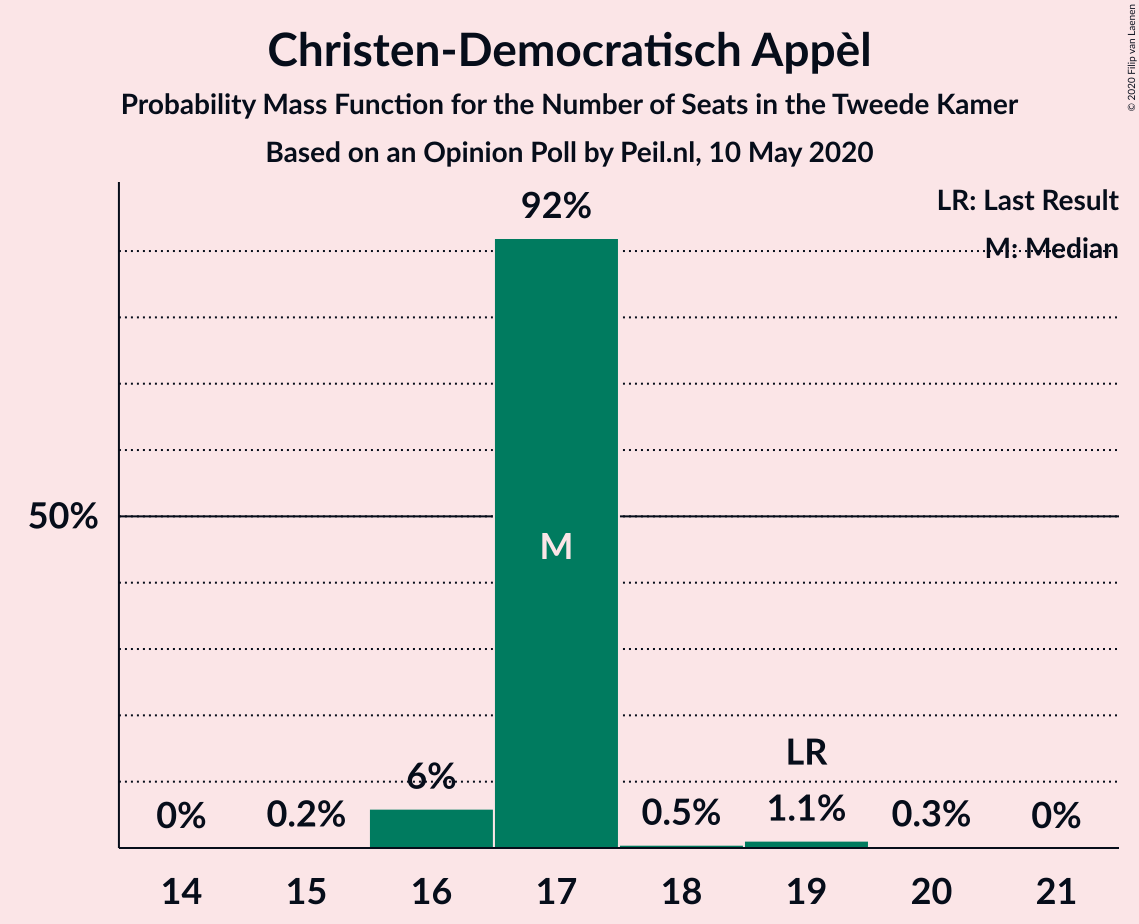 Christen-Democratisch Appèl
Probability Mass Function for the Number of Seats in the Tweede Kamer
Based on an Opinion Poll by Peil.nl, 10 May 2020
© 2020 Filip van Laenen
LR: Last Result
M: Median
92%
50%
M
LR
6%
0%
0.2%
0.5%
1.1%
0.3%
0%
14 15 16 17 18 19 20 21